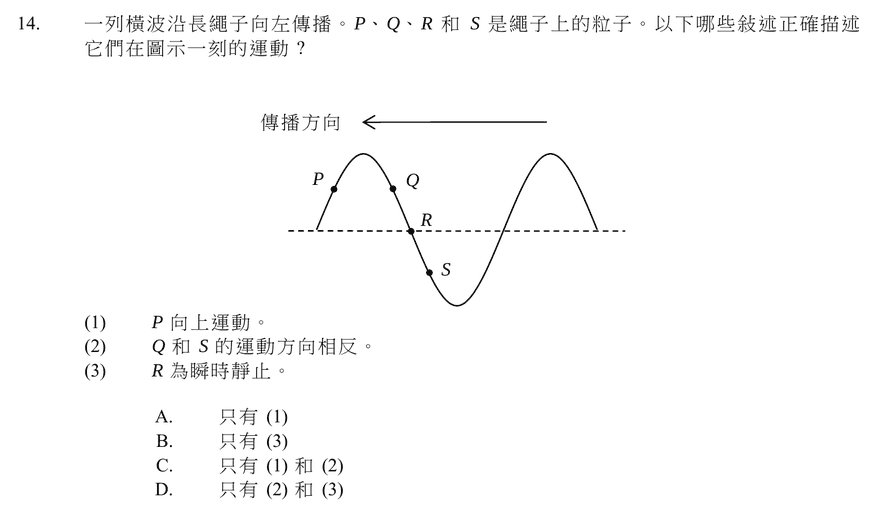 14. 一列橫波沿長繩子向左傳播。P、Q、R 和 S 是繩子上的粒子。以下哪些敍述正確描述
它們在圖示一刻的運動？
傳播方向
P
Q
R
S
(1) P 向上運動。
(2) Q 和 S 的運動方向相反。
(3) R 為瞬時靜止。
A. 只有 (1)
B. 只有 (3)
C. 只有 (1) 和 (2)
D. 只有 (2) 和 (3)